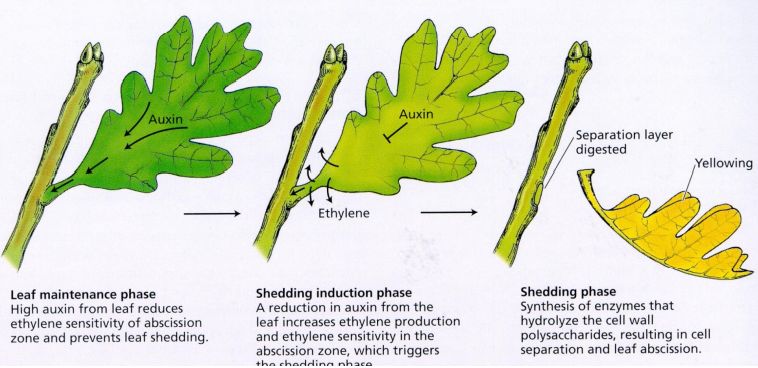 Auxin
Auxin
Ethylene
Separation layer
digested
Yellowing
Leaf maintenance phase
High auxin from leaf reduces
ethylene sensitivity of abscission
zone and prevents leaf shedding.
Shedding induction phase
A reduction in auxin from the
leaf increases ethylene production
and ethylene sensitivity in the
abscission zone, which triggers
the shedding phase
Shedding phase
Synthesis of enzymes that
hydrolyze the cell wall
polysaccharides, resulting in cell
separation and leaf abscission.